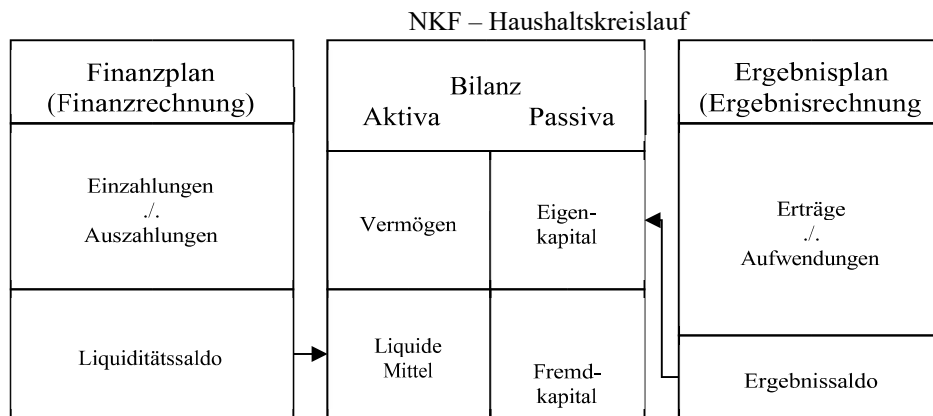 NKF – Haushaltskreislauf
Finanzplan
(Finanzrechnung)
Einzahlungen
./.
Auszahlungen
Liquiditätssaldo
Bilanz
Aktiva Passiva
Vermögen
Eigen-
kapital
Liquide
Mittel
Fremd-
kapital
Ergebnisplan
(Ergebnisrechnung
Erträge
./.
Aufwendungen
Ergebnissaldo